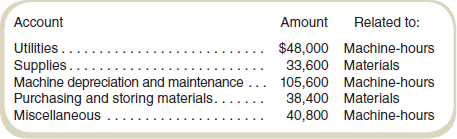 Account Amount Related to:
Utilities . . . . . . . . . . . . . . . . . . . . . . . . . . . $48,000 Machine-hours
Supplies . . . . . . . . . . . . . . . . . . . . . . . . . . 33,600 Materials
Machine depreciation and maintenance . . . 105,600 Machine-hours
Purchasing and storing materials. . . . . . . 38,400 Materials
Miscellaneous . . . . . . . . . . . . . . . . . . . . . 40,800 Machine-hours